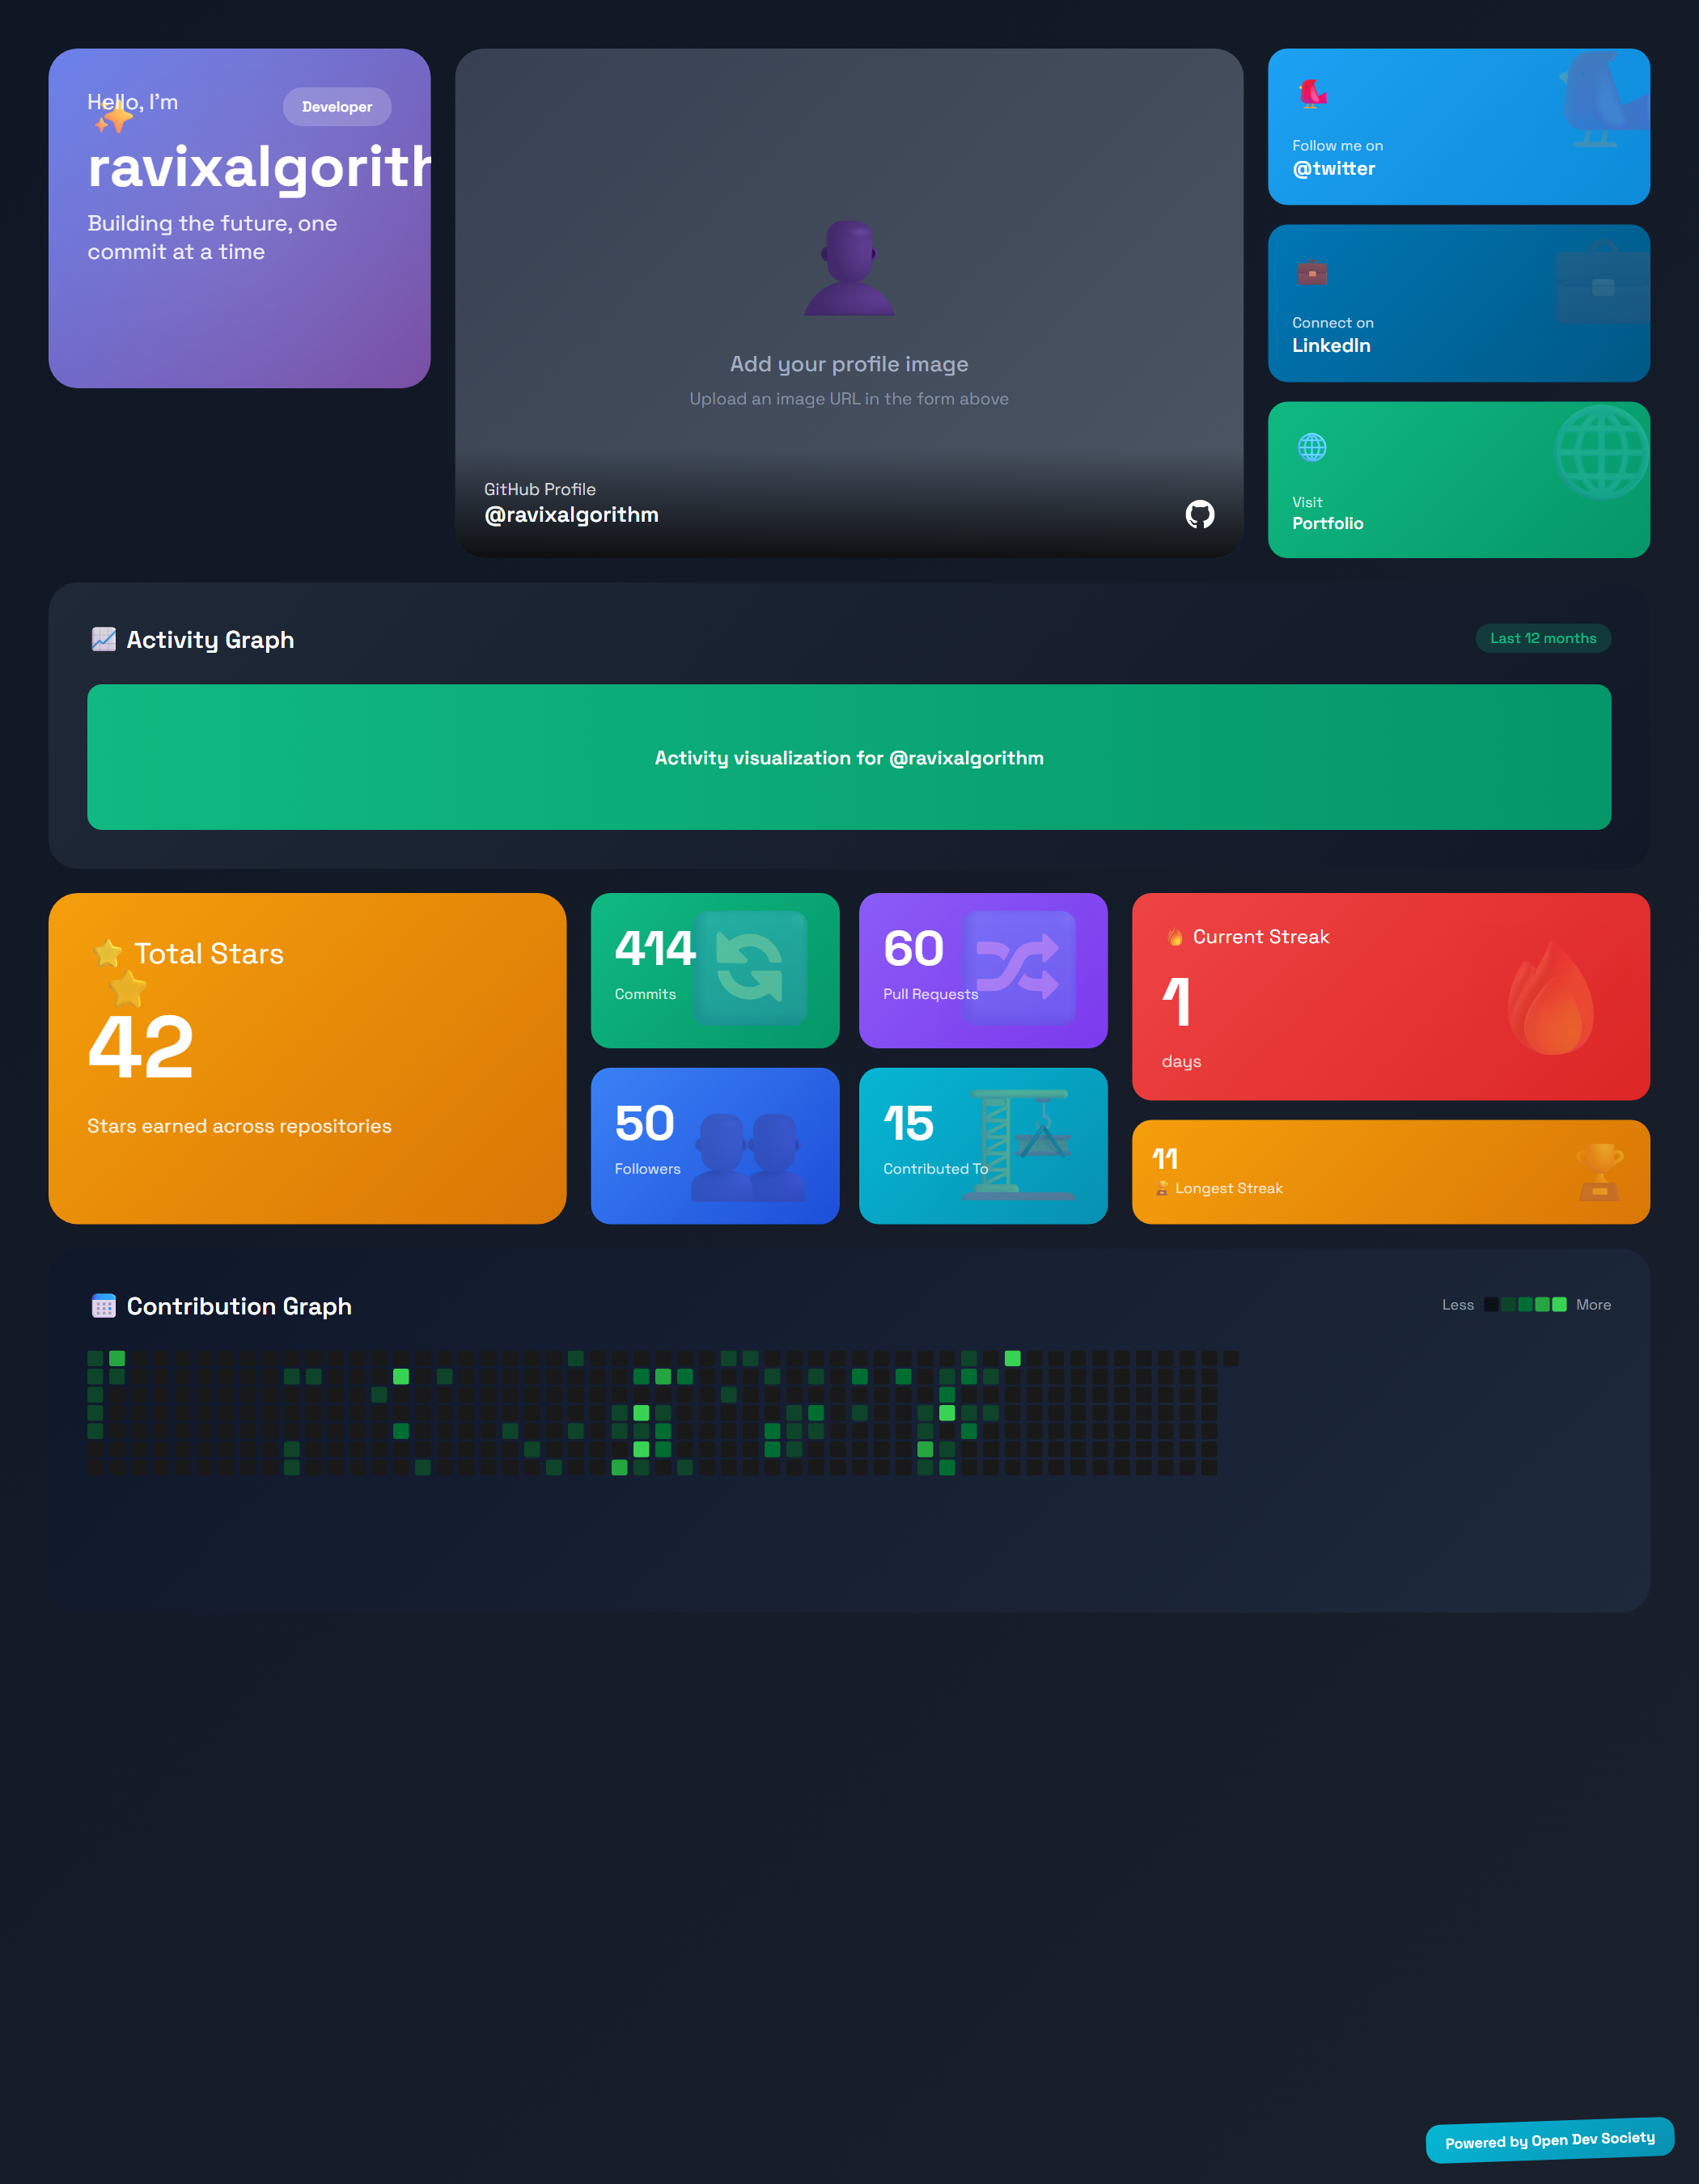 Hello, I'm
Developer
ravixalgorith
Building the future, one
commit at a time
Add your profile image
Upload an image URL in the form above
GitHub Profile
@ravixalgorithm
Follow me on
@twitter
Connect on
LinkedIn
Visit
Portfolio
Activity Graph
Last 12 months
Activity visualization for @ravixalgorithm
Total Stars
42
Stars earned across repositories
414
Commits
60
Pull Requests
50
Followers
15
Contributed To
Current Streak
1
days
11
Longest Streak
Contribution Graph
Less
More
Powered by Open Dev Society